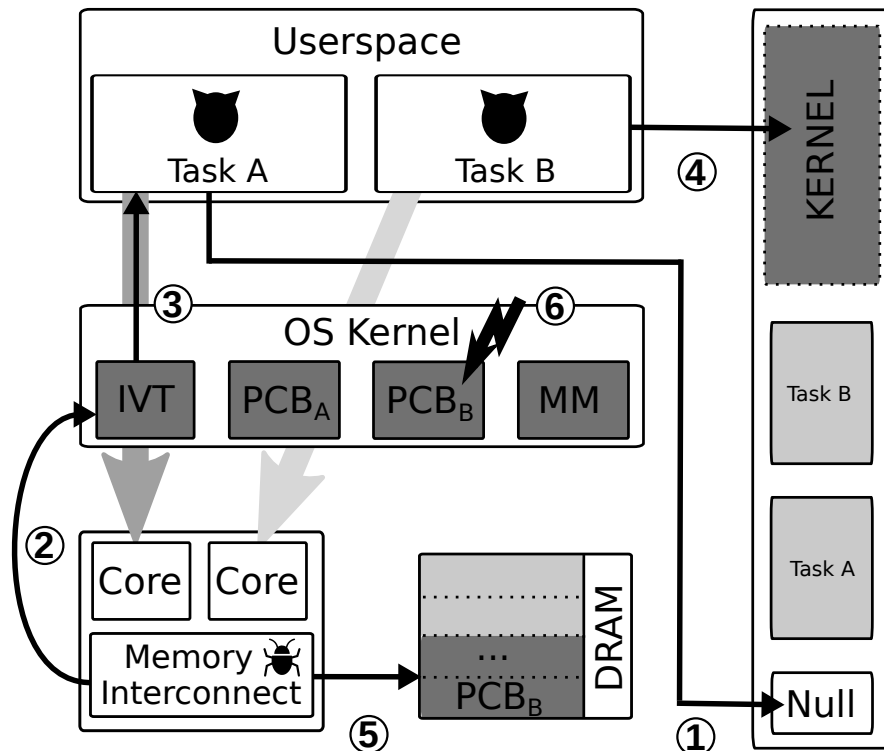 Userspace
Task A
Task B
④
KERNEL
③
⑥
OS Kernel
IVT
PCB_A
PCB_B
MM
Task B
②
Core
Core
Task A
Memory
Interconnect
...
PCB_B
DRAM
⑤
①
Null